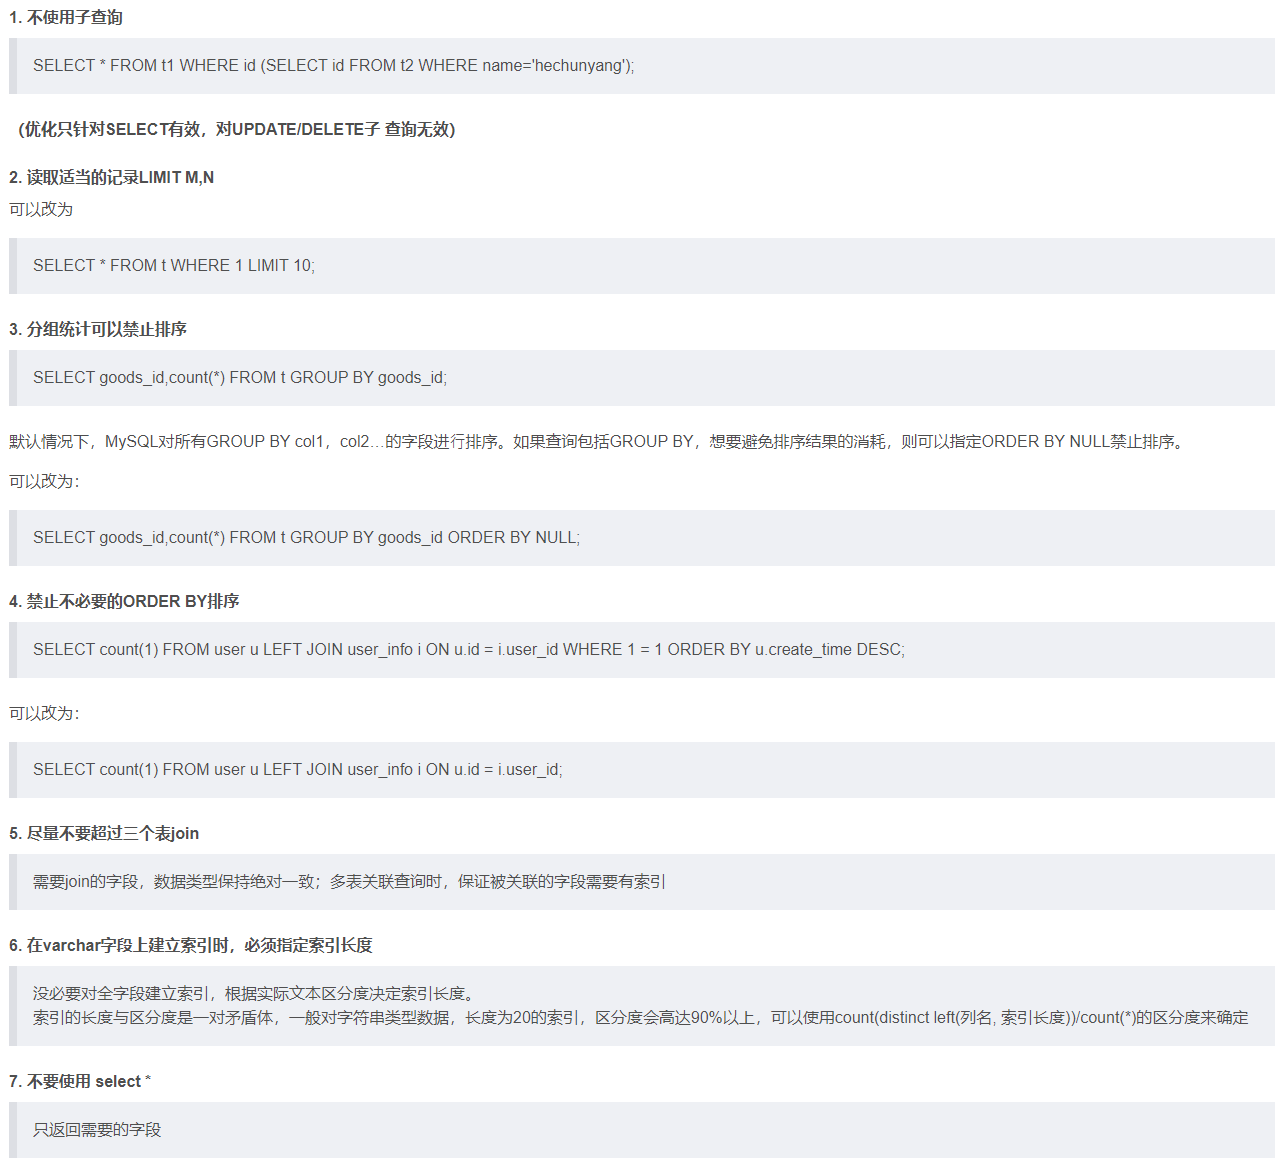 1. 不使用子查询
SELECT * FROM t1 WHERE id (SELECT id FROM t2 WHERE name='hechunyang');
(优化只针对SELECT有效，对UPDATE/DELETE子 查询无效)
2. 读取适当的记录LIMIT M,N
可以改为
SELECT * FROM t WHERE 1 LIMIT 10;
3. 分组统计可以禁止排序
SELECT goods_id,count(*) FROM t GROUP BY goods_id;
默认情况下，MySQL对所有GROUP BY col1，col2…的字段进行排序。如果查询包括GROUP BY，想要避免排序结果的消耗，则可以指定ORDER BY NULL禁止排序。
可以改为：
SELECT goods_id,count(*) FROM t GROUP BY goods_id ORDER BY NULL;
4. 禁止不必要的ORDER BY排序
SELECT count(1) FROM user u LEFT JOIN user_info i ON u.id = i.user_id WHERE 1 = 1 ORDER BY u.create_time DESC;
可以改为：
SELECT count(1) FROM user u LEFT JOIN user_info i ON u.id = i.user_id;
5. 尽量不要超过三个表join
需要join的字段，数据类型保持绝对一致；多表关联查询时，保证被关联的字段需要有索引
6. 在varchar字段上建立索引时，必须指定索引长度
没必要对全字段建立索引，根据实际文本区分度决定索引长度。
索引的长度与区分度是一对矛盾体，一般对字符串类型数据，长度为20的索引，区分度会高达90%以上，可以使用count(distinct left(列名, 索引长度))/count(*)的区分度来确定
7. 不要使用 select *
只返回需要的字段